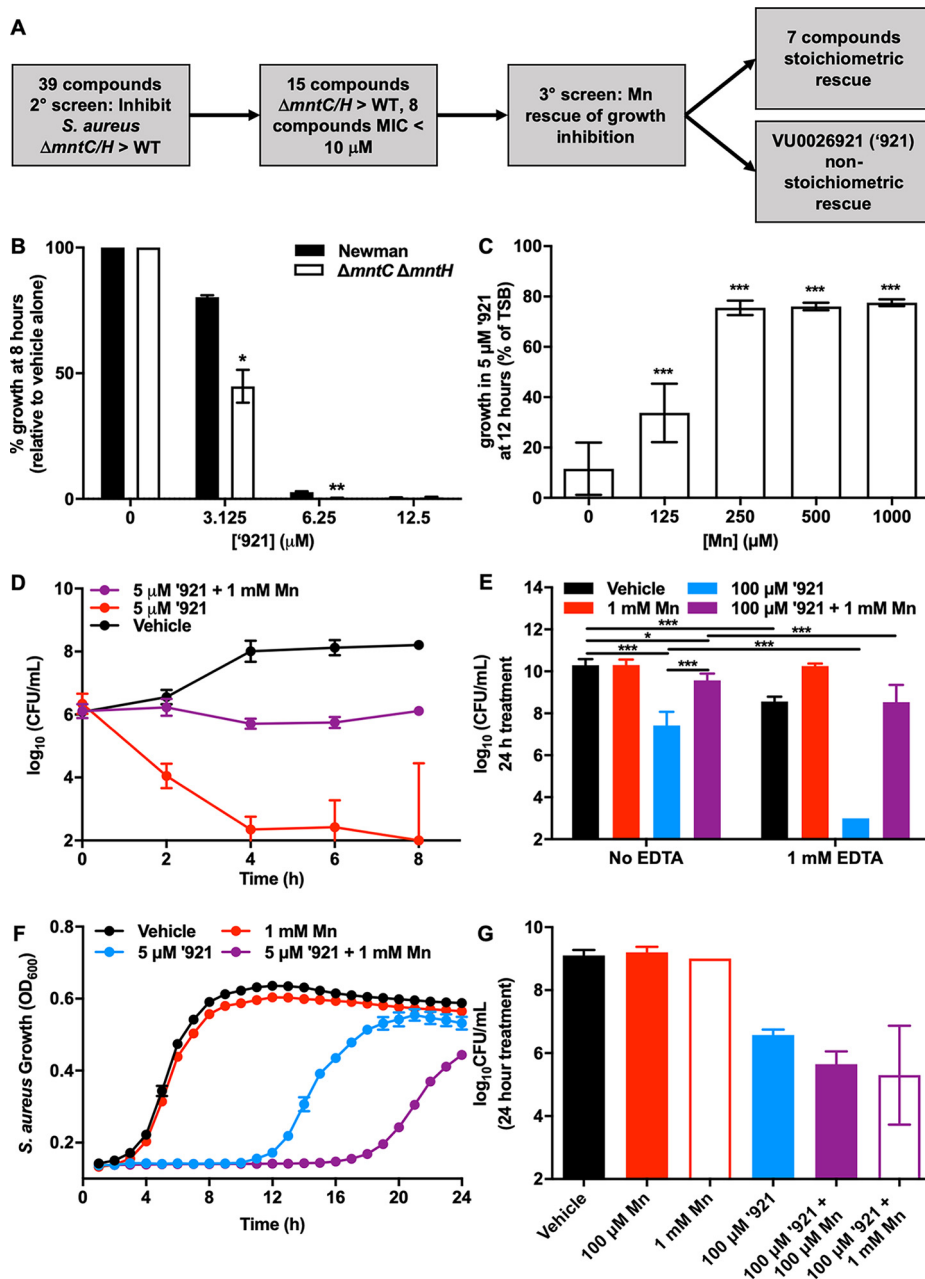 A
39 compounds
2° screen: Inhibit
S. aureus
ΔmntC/H > WT
15 compounds
ΔmntC/H > WT, 8
compounds MIC <
10 μM
3° screen: Mn
rescue of growth
inhibition
7 compounds
stoichiometric
rescue
VU0026921 (‘921)
non-
stoichiometric
rescue
B
% growth at 8 hours
(relative to vehicle alone)
100
50
0
Newman
ΔmntC ΔmntH
*
**
0 3.125 6.25 12.5
[‘921] (μM)
C
growth in 5 μM '921
at 12 hours (% of TSB)
100
80
60
40
20
0
*** *** *** ***
0 125 250 500 1000
[Mn] (μM)
D
5 μM '921 + 1 mM Mn
5 μM '921
Vehicle
log10 (CFU/mL)
10
8
6
4
2
0 2 4 6 8
Time (h)
E
Vehicle 100 μM '921
1 mM Mn 100 μM '921 + 1 mM Mn
log10 (CFU/mL)
24 h treatment
14
12
10
8
6
4
2
***
* ***
*** ***
***
No EDTA 1 mM EDTA
F
Vehicle 1 mM Mn
5 μM '921 5 μM '921 + 1 mM Mn
S. aureus Growth (OD600)
0.8
0.6
0.4
0.2
0 4 8 12 16 20 24
Time (h)
G
log10CFU/mL
(24 hour treatment)
10
8
6
4
2
Vehicle
100 μM Mn
1 mM Mn
100 μM '921
100 μM '921 +
100 μM Mn
100 μM '921 +
1 mM Mn